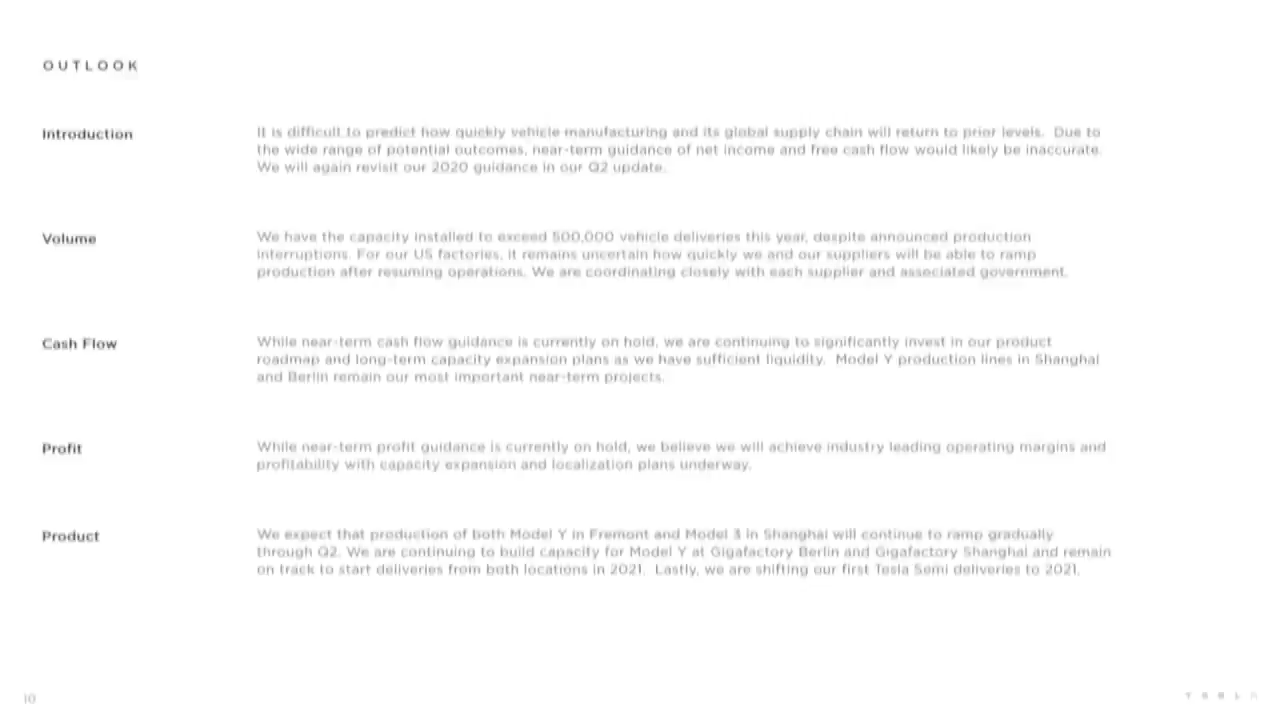 OUTLOOK
Introduction
It is difficult to predict how quickly vehicle manufacturing and its global supply chain will return to prior levels. Due to
the wide range of potential outcomes, near-term guidance of net income and free cash flow would likely be inaccurate.
We will again revisit our 2020 guidance in our Q2 update.
Volume
We have the capacity installed to exceed 500,000 vehicle deliveries this year, despite announced production
interruptions. For our US factories, it remains uncertain how quickly we and our suppliers will be able to ramp
production after resuming operations. We are coordinating closely with each supplier and associated government.
Cash Flow
While near-term cash flow guidance is currently on hold, we are continuing to significantly invest in our product
roadmap and long-term capacity expansion plans as we have sufficient liquidity. Model Y production lines in Shanghai
and Berlin remain our most important near-term projects.
Profit
While near-term profit guidance is currently on hold, we believe we will achieve industry leading operating margins and
profitability with capacity expansion and localization plans underway.
Product
We expect that production of both Model Y in Fremont and Model 3 in Shanghai will continue to ramp gradually
through Q2. We are continuing to build capacity for Model Y at Gigafactory Berlin and Gigafactory Shanghai and remain
on track to start deliveries from both locations in 2021. Lastly, we are shifting our first Tesla Semi deliveries to 2021.
10
TESLA